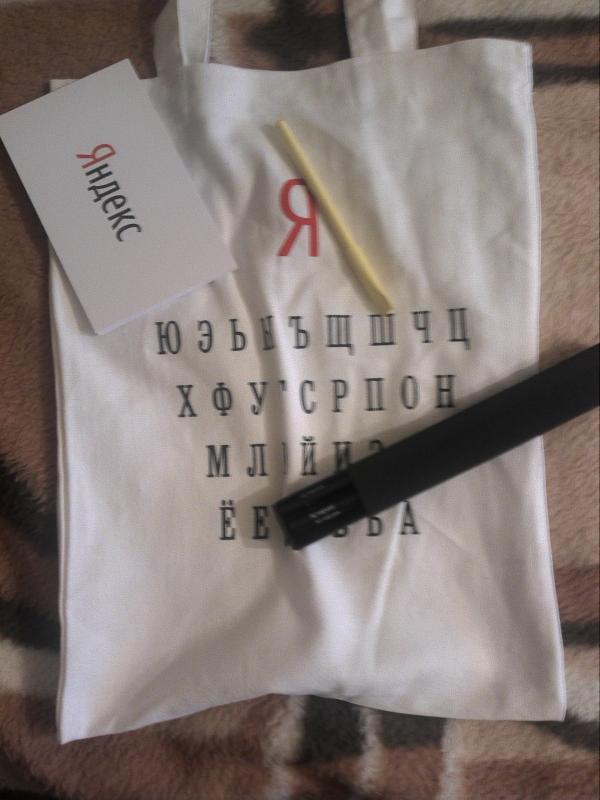 Яндекс
Я
Ю Э Ь Ы Ъ Щ Ш Ч Ц
Х Ф У Т С Р П О Н
М Л Й И З
Ё Е Б А